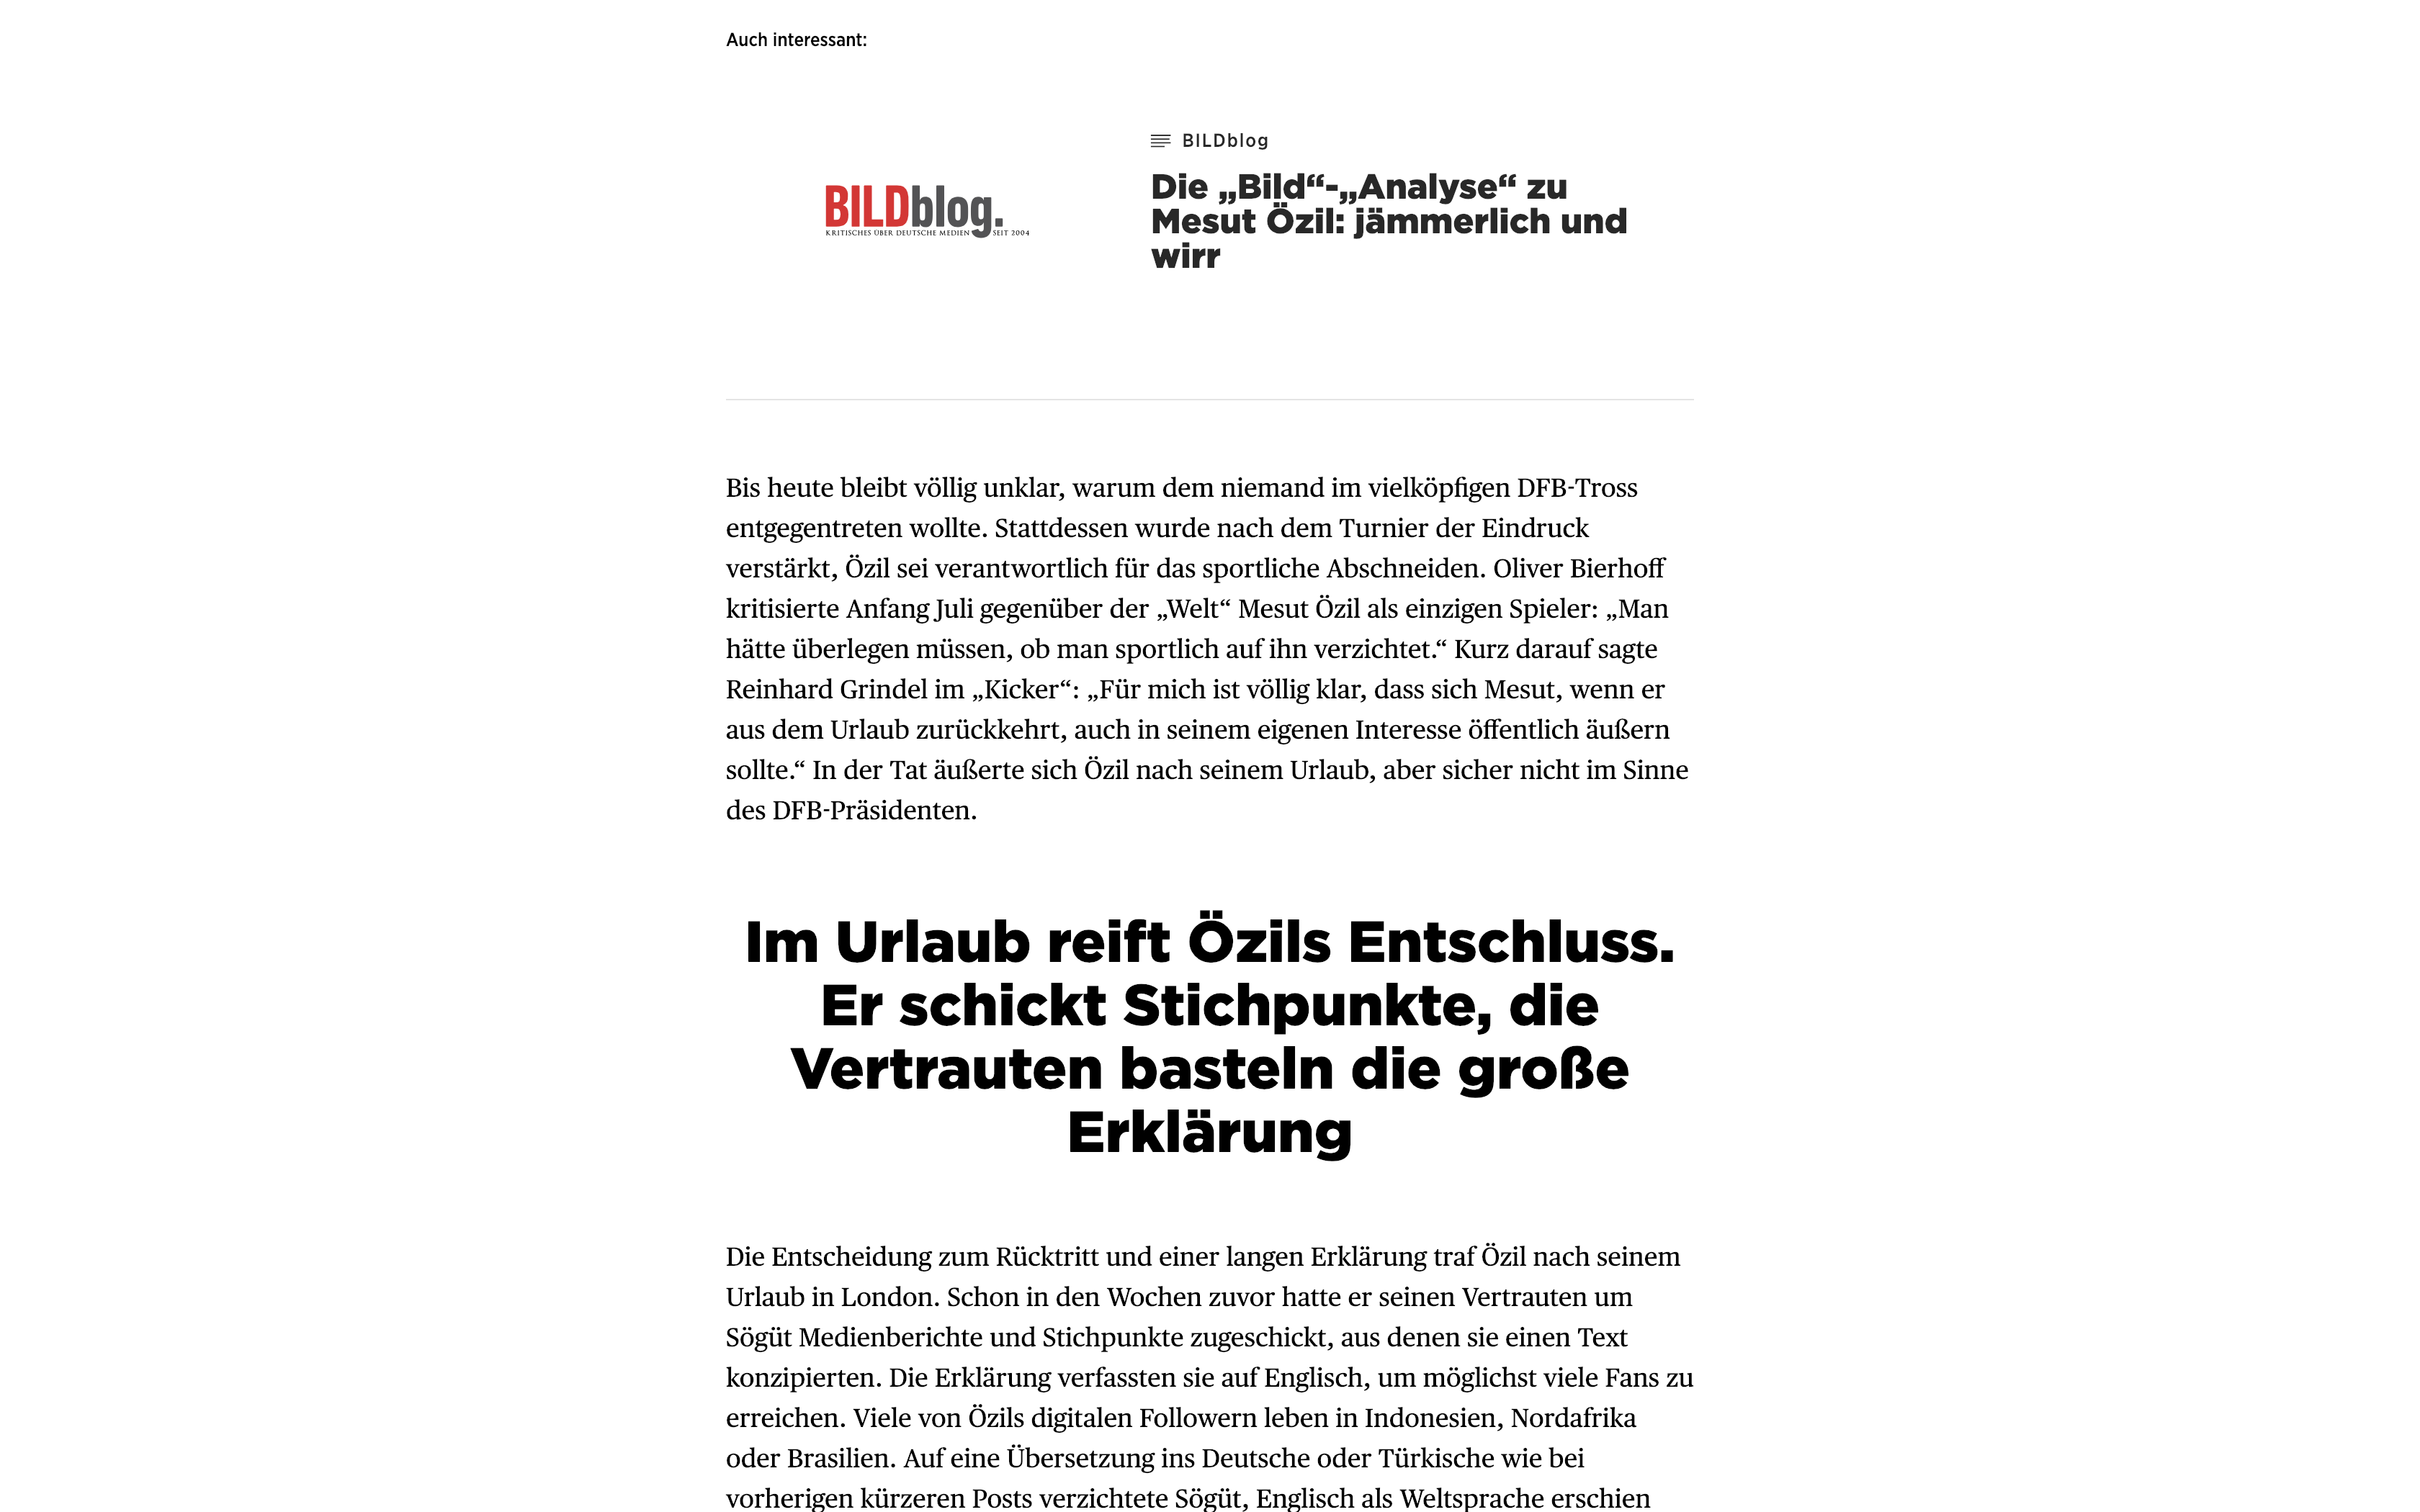 Auch interessant:
BILDblog.
KRITISCHES ÜBER DEUTSCHE MEDIEN SEIT 2004
BILDblog
Die „Bild“-„Analyse“ zu
Mesut Özil: jämmerlich und
wirr
Bis heute bleibt völlig unklar, warum dem niemand im vielköpfigen DFB-Tross
entgegentreten wollte. Stattdessen wurde nach dem Turnier der Eindruck
verstärkt, Özil sei verantwortlich für das sportliche Abschneiden. Oliver Bierhoff
kritisierte Anfang Juli gegenüber der „Welt“ Mesut Özil als einzigen Spieler: „Man
hätte überlegen müssen, ob man sportlich auf ihn verzichtet.“ Kurz darauf sagte
Reinhard Grindel im „Kicker“: „Für mich ist völlig klar, dass sich Mesut, wenn er
aus dem Urlaub zurückkehrt, auch in seinem eigenen Interesse öffentlich äußern
sollte.“ In der Tat äußerte sich Özil nach seinem Urlaub, aber sicher nicht im Sinne
des DFB-Präsidenten.
Im Urlaub reift Özils Entschluss.
Er schickt Stichpunkte, die
Vertrauten basteln die große
Erklärung
Die Entscheidung zum Rücktritt und einer langen Erklärung traf Özil nach seinem
Urlaub in London. Schon in den Wochen zuvor hatte er seinen Vertrauten um
Sögüt Medienberichte und Stichpunkte zugeschickt, aus denen sie einen Text
konzipierten. Die Erklärung verfassten sie auf Englisch, um möglichst viele Fans zu
erreichen. Viele von Özils digitalen Followern leben in Indonesien, Nordafrika
oder Brasilien. Auf eine Übersetzung ins Deutsche oder Türkische wie bei
vorherigen kürzeren Posts verzichtete Sögüt, Englisch als Weltsprache erschien